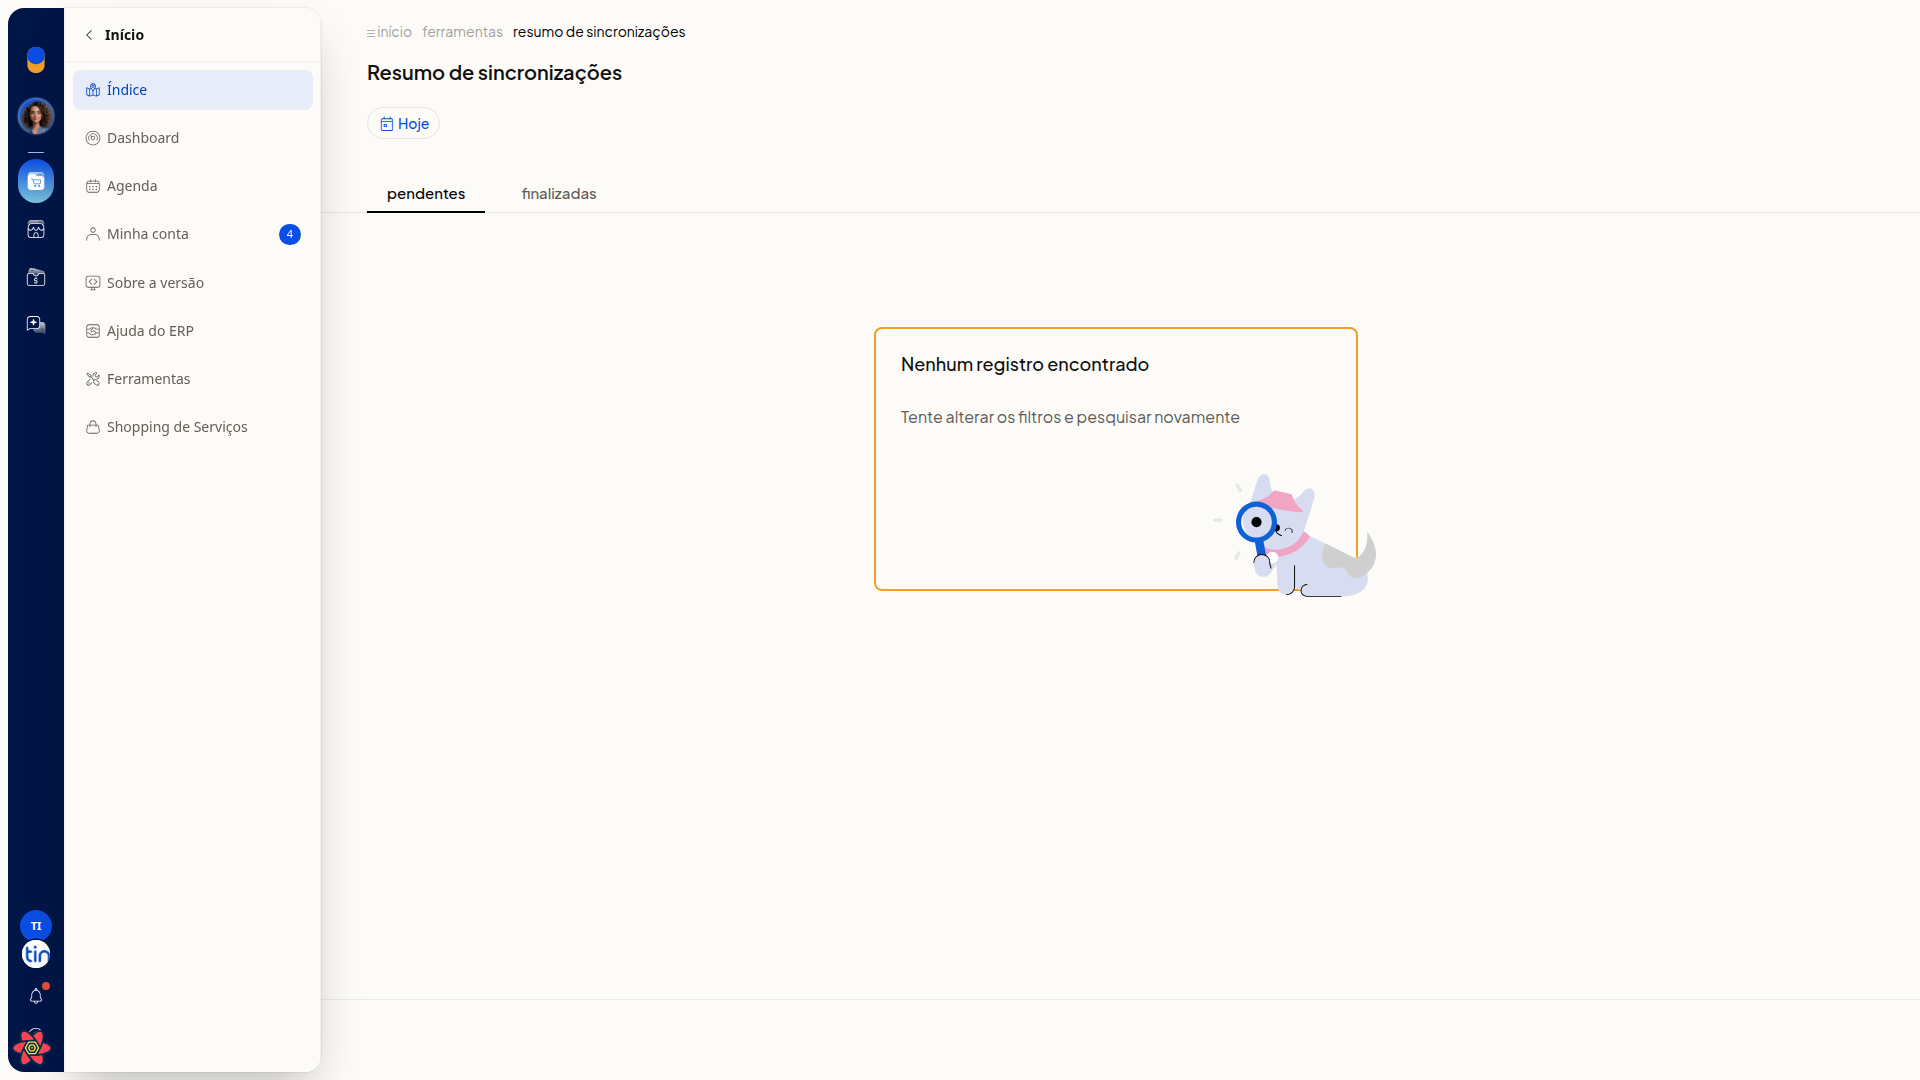 Início
Índice
Dashboard
Agenda
Minha conta 4
Sobre a versão
Ajuda do ERP
Ferramentas
Shopping de Serviços
TI
tin
início ferramentas resumo de sincronizações
Resumo de sincronizações
Hoje
pendentes finalizadas
Nenhum registro encontrado
Tente alterar os filtros e pesquisar novamente